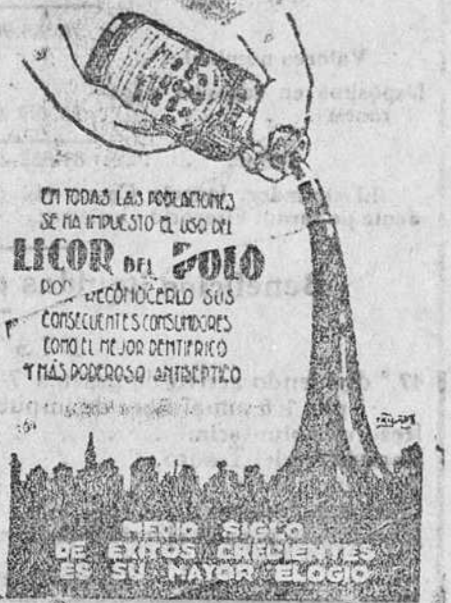 EN TODAS LAS POBLACIONES
SE HA IMPUESTO EL USO DEL
LICOR DEL POLO
POR RECONOCERLO SUS
CONSECUENTES CONSUMIDORES
COMO EL MEJOR DENTIFRICO
Y MÁS PODEROSO ANTISEPTICO
MEDIO SIGLO
DE EXITOS CRECIENTES
ES SU MAYOR ELOGIO